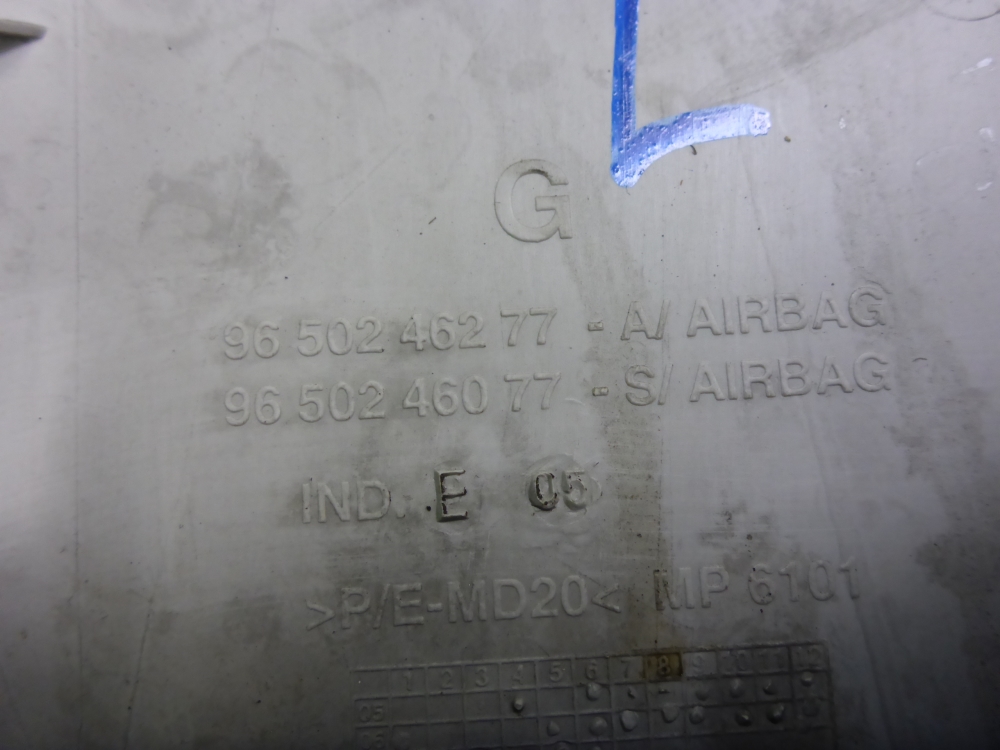 G
96 502 462 77 - A/ AIRBAG
96 502 460 77 - S/ AIRBAG
IND. E 05
>P/E-MD20< MP 6101
1 2 3 4 5 6 7 8 9 10 11 12
05